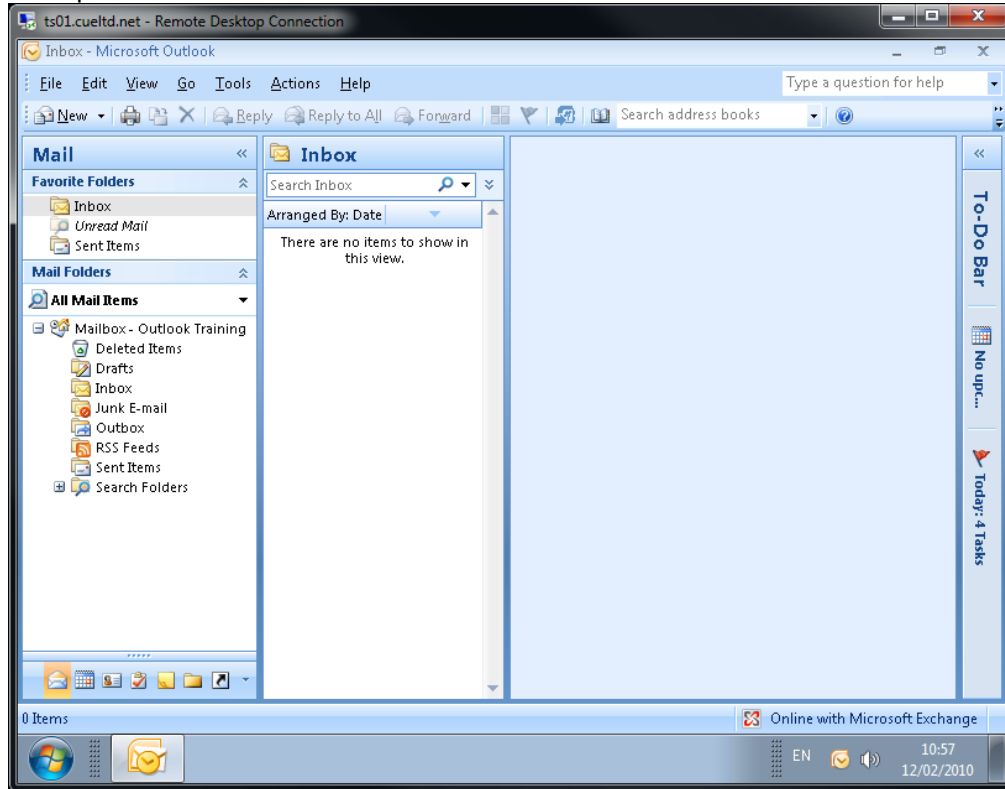 ts01.cueltd.net - Remote Desktop Connection
Inbox - Microsoft Outlook
File Edit View Go Tools Actions Help
Type a question for help
New Reply Reply to All Forward Search address books
Mail
Favorite Folders
Inbox
Unread Mail
Sent Items
Mail Folders
All Mail Items
Mailbox - Outlook Training
Deleted Items
Drafts
Inbox
Junk E-mail
Outbox
RSS Feeds
Sent Items
Search Folders
Inbox
Search Inbox
Arranged By: Date
There are no items to show in
this view.
To-Do Bar
No upc...
Today: 4 Tasks
0 Items
Online with Microsoft Exchange
EN
10:57
12/02/2010